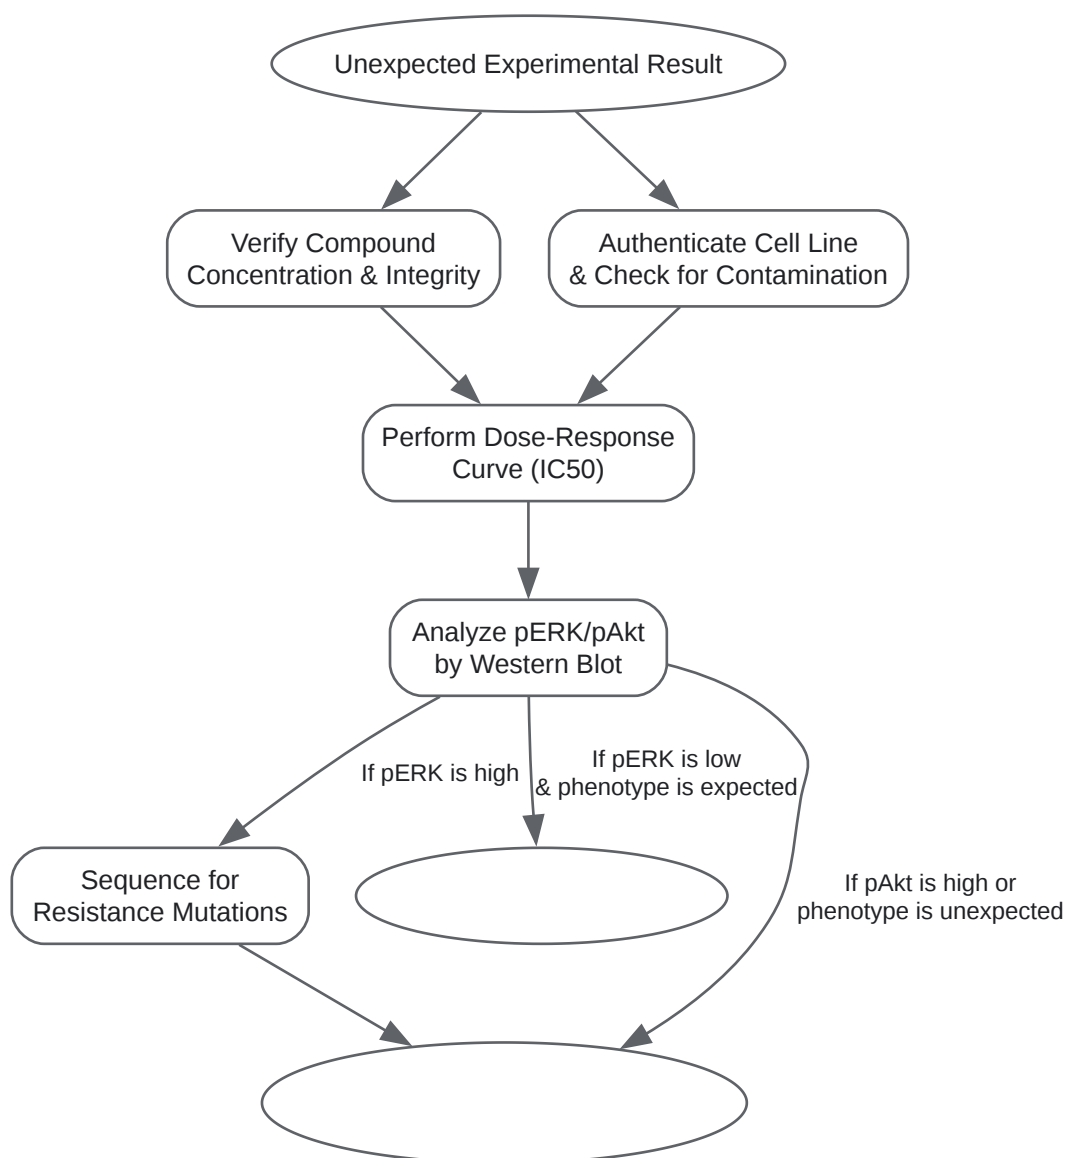 Unexpected Experimental Result
Verify Compound
Concentration & Integrity
Authenticate Cell Line
& Check for Contamination
Perform Dose-Response
Curve (IC50)
Analyze pERK/pAkt
by Western Blot
If pERK is high
If pERK is low
& phenotype is expected
If pAkt is high or
phenotype is unexpected
Sequence for
Resistance Mutations